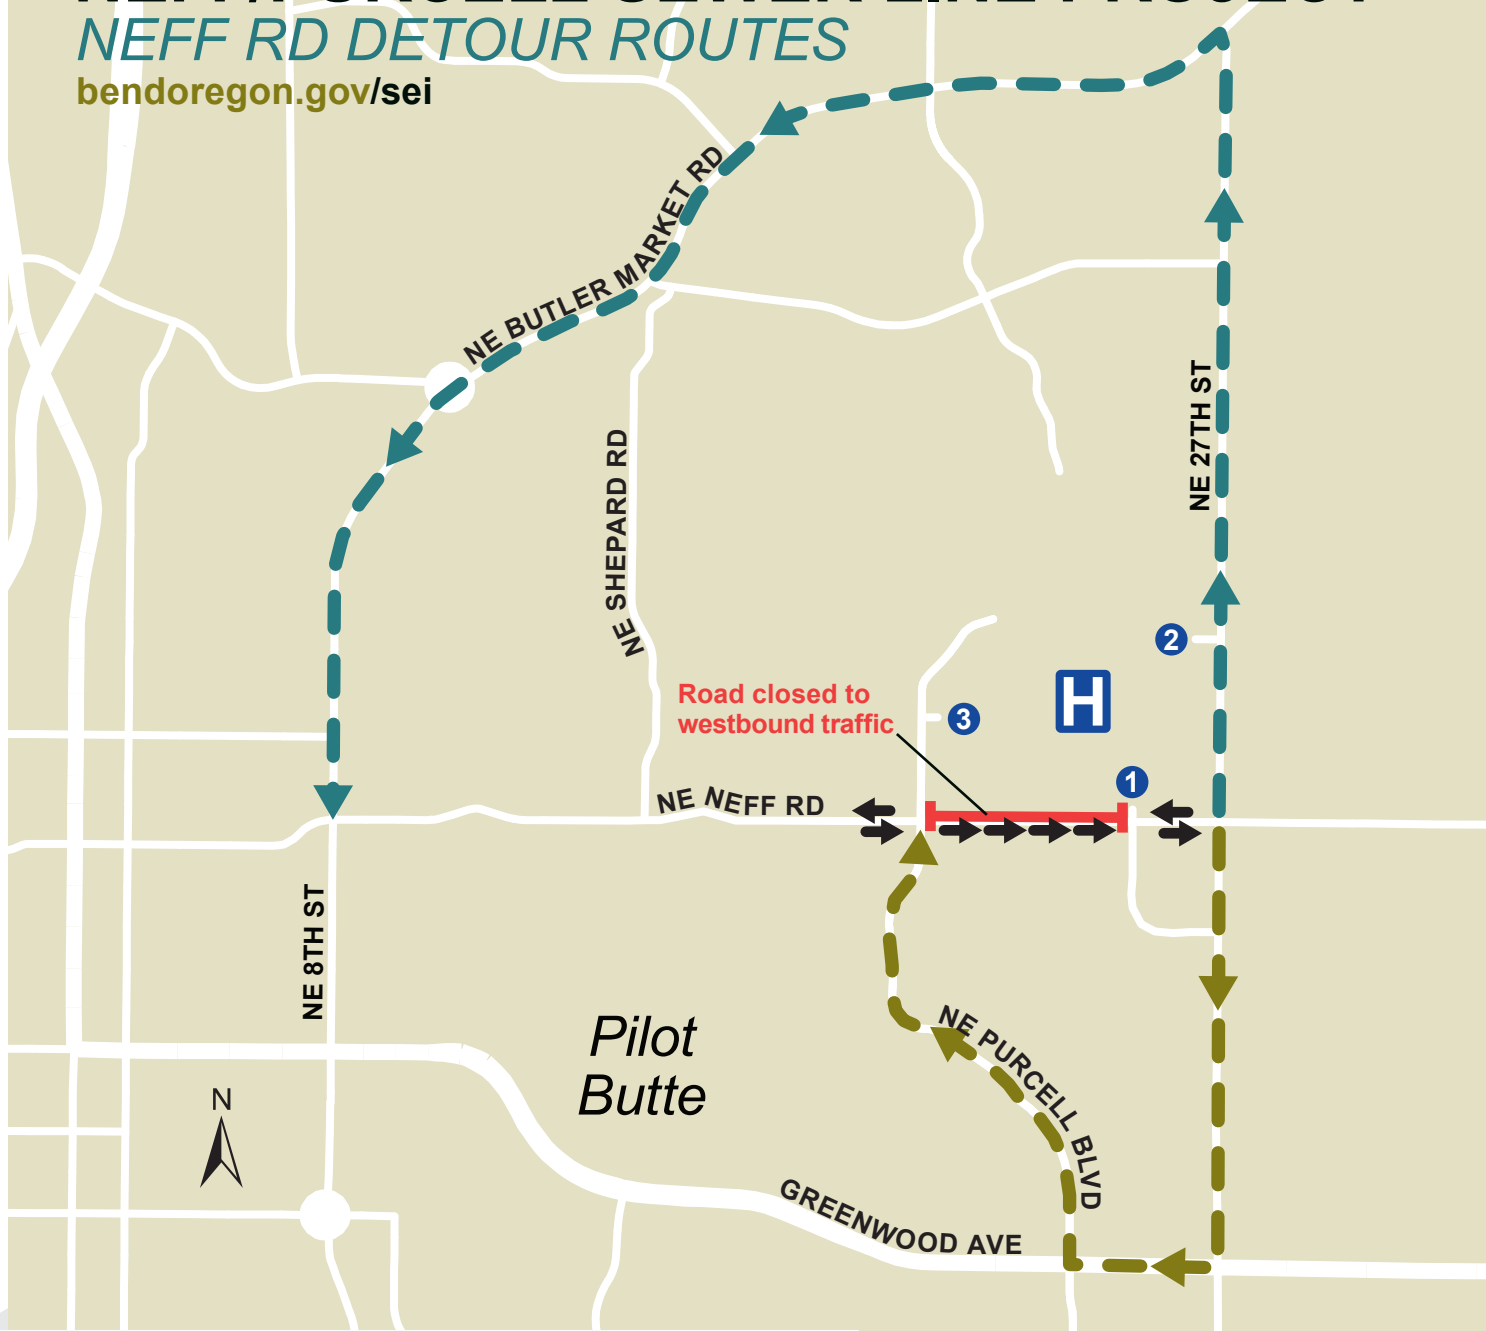 NEFF RD DETOUR ROUTES
bendoregon.gov/sei
NE BUTLER MARKET RD
NE 27TH ST
NE SHEPARD RD
2
Road closed to
westbound traffic
3
H
1
NE NEFF RD
NE 8TH ST
Pilot
Butte
NE PURCELL BLVD
N
GREENWOOD AVE